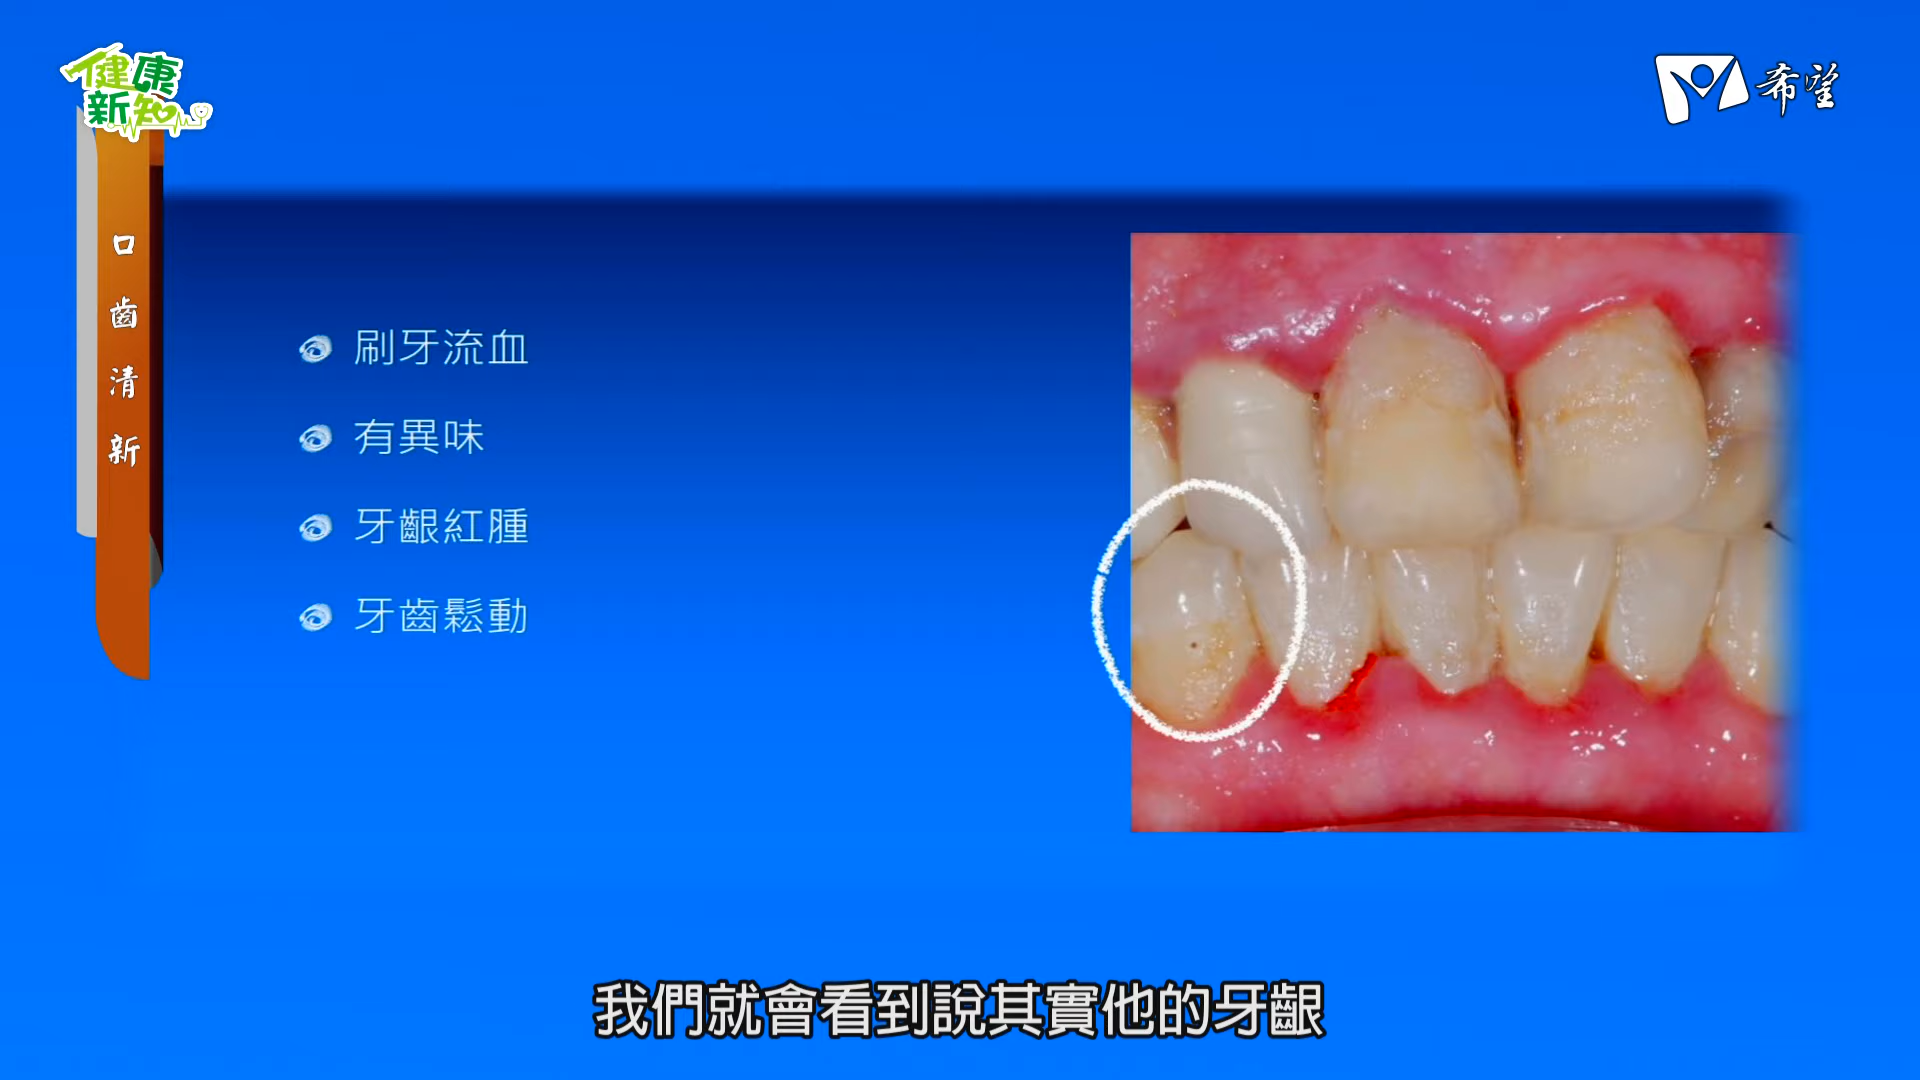 健康
新知
希望
口齒清新
刷牙流血
有異味
牙齦紅腫
牙齒鬆動
我們就會看到說其實他的牙齦